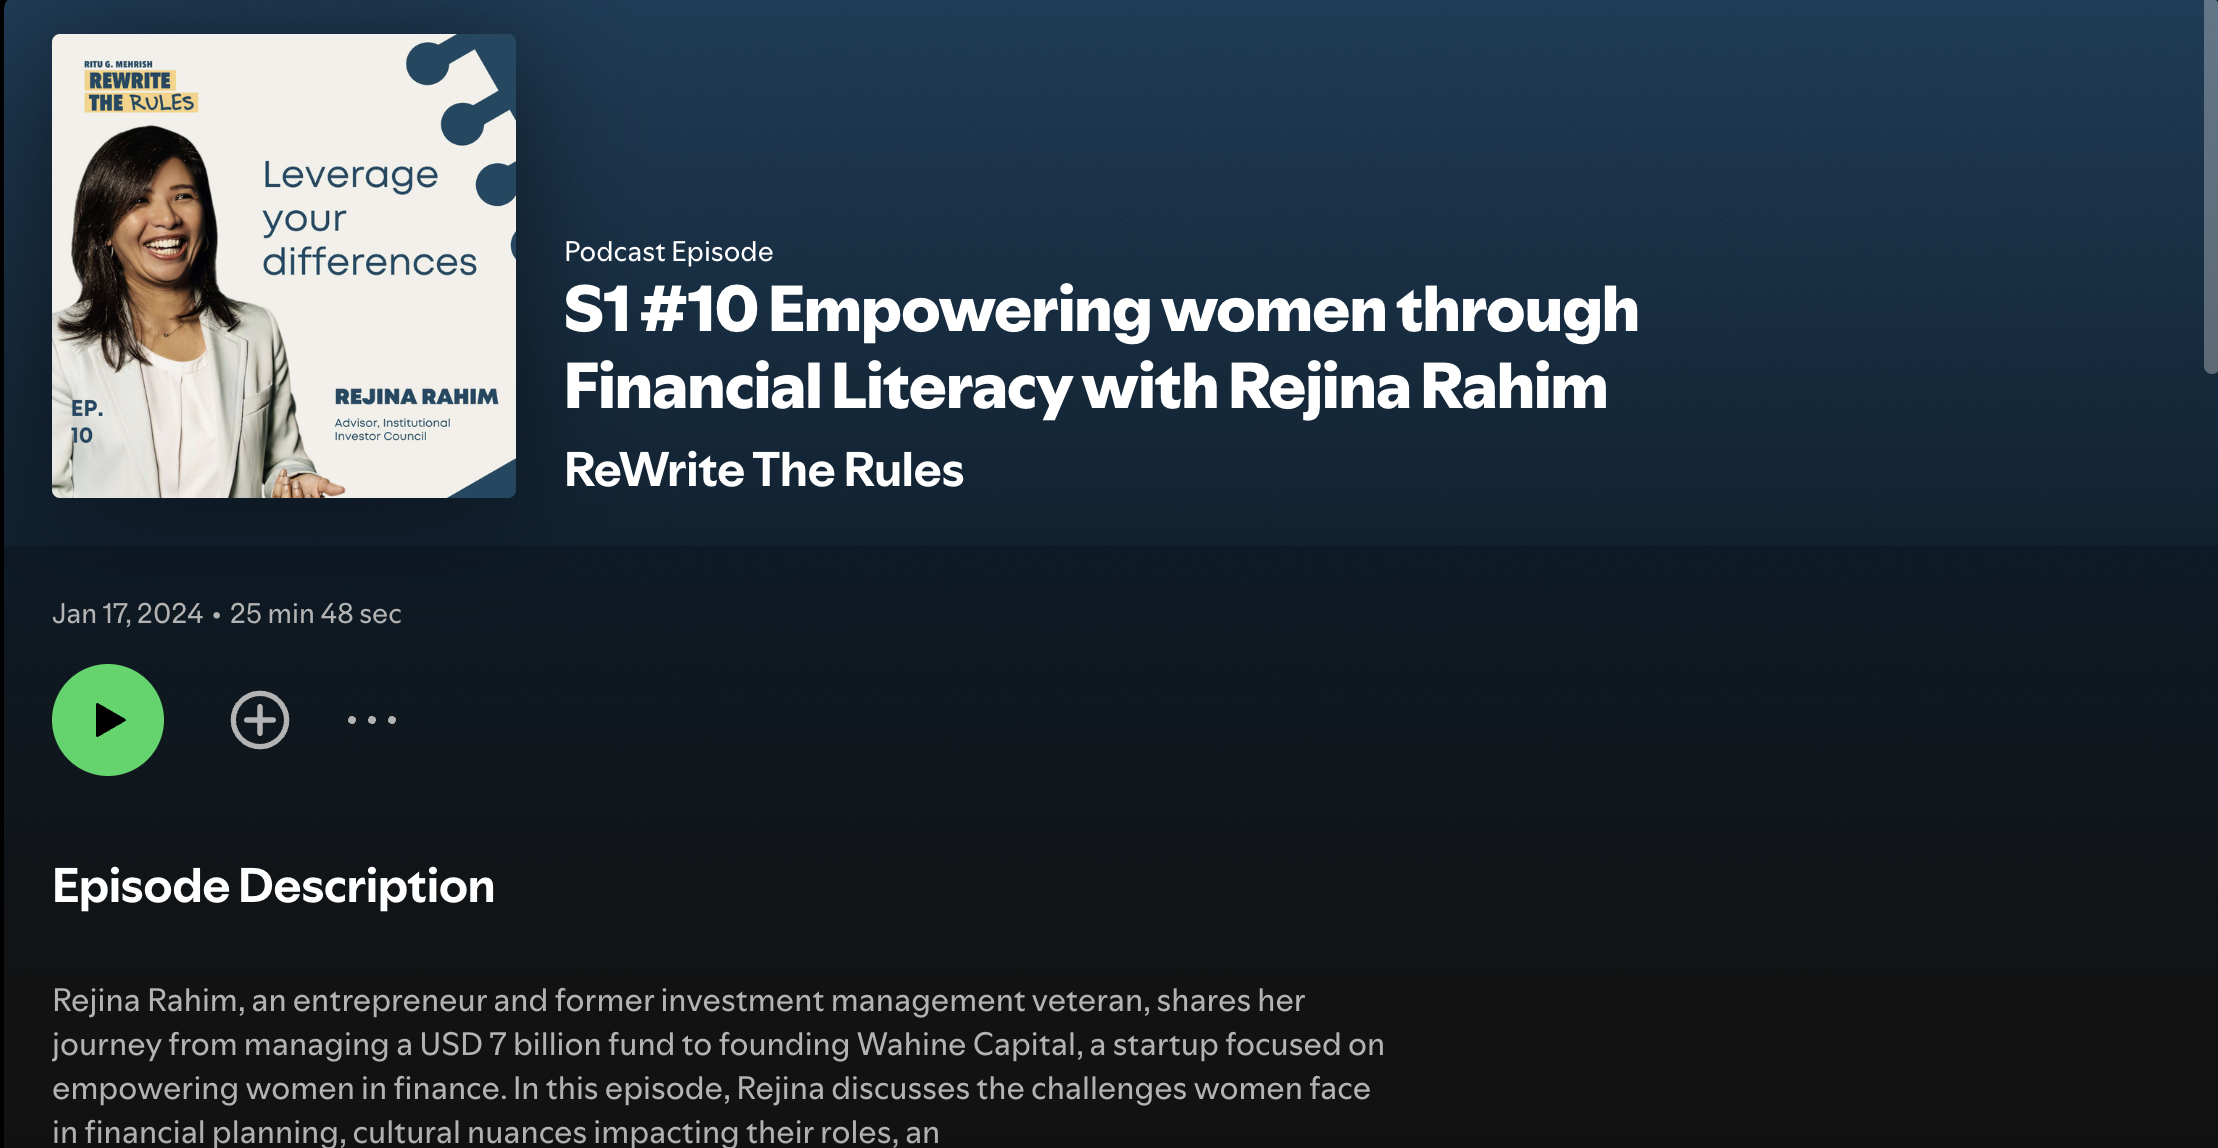 RITU G. MEHRISH
REWRITE
THE RULES
Leverage
your
differences
EP.
10
REJINA RAHIM
Advisor, Institutional
Investor Council
Podcast Episode
S1 #10 Empowering women through
Financial Literacy with Rejina Rahim
ReWrite The Rules
Jan 17, 2024 • 25 min 48 sec
Episode Description
Rejina Rahim, an entrepreneur and former investment management veteran, shares her
journey from managing a USD 7 billion fund to founding Wahine Capital, a startup focused on
empowering women in finance. In this episode, Rejina discusses the challenges women face
in financial planning, cultural nuances impacting their roles, an